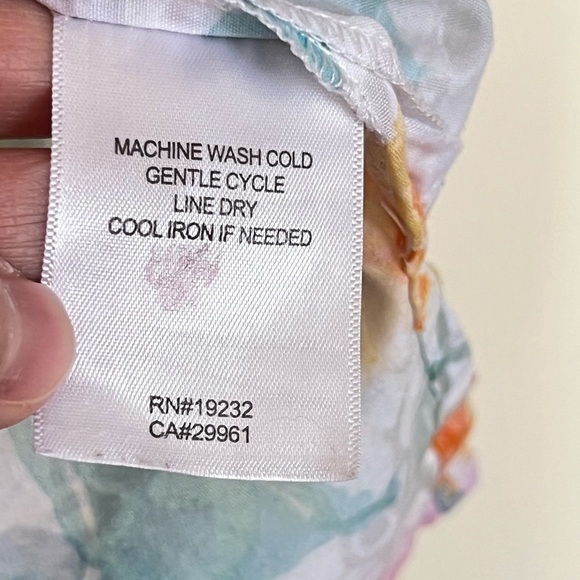 MACHINE WASH COLD
GENTLE CYCLE
LINE DRY
COOL IRON IF NEEDED
RN#19232
CA#29961